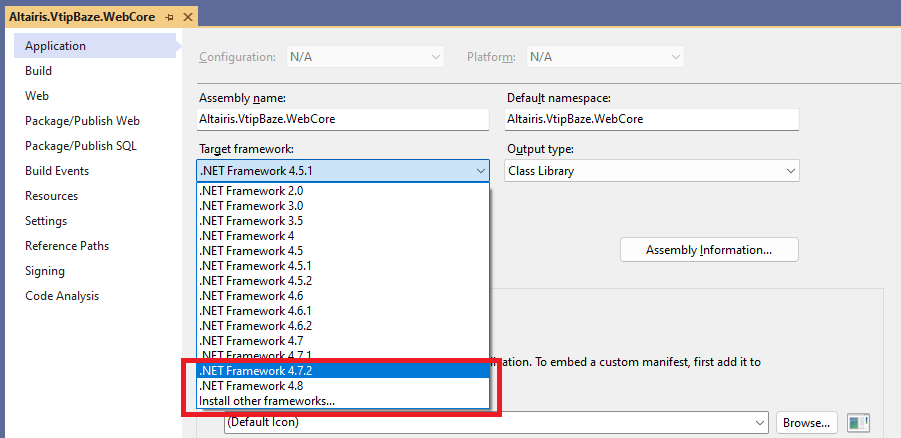 Altairis.VtipBaze.WebCore
Application
Build
Web
Package/Publish Web
Package/Publish SQL
Build Events
Resources
Settings
Reference Paths
Signing
Code Analysis
Configuration: N/A Platform: N/A
Assembly name: Default namespace:
Altairis.VtipBaze.WebCore Altairis.VtipBaze.WebCore
Target framework: Output type:
.NET Framework 4.5.1 Class Library
.NET Framework 2.0
.NET Framework 3.0
.NET Framework 3.5
.NET Framework 4
.NET Framework 4.5
.NET Framework 4.5.1
.NET Framework 4.5.2
.NET Framework 4.6
.NET Framework 4.6.1
.NET Framework 4.6.2
.NET Framework 4.7
.NET Framework 4.7.1
.NET Framework 4.7.2
.NET Framework 4.8
Install other frameworks...
Assembly Information...
To embed a custom manifest, first add it to
(Default Icon) Browse...